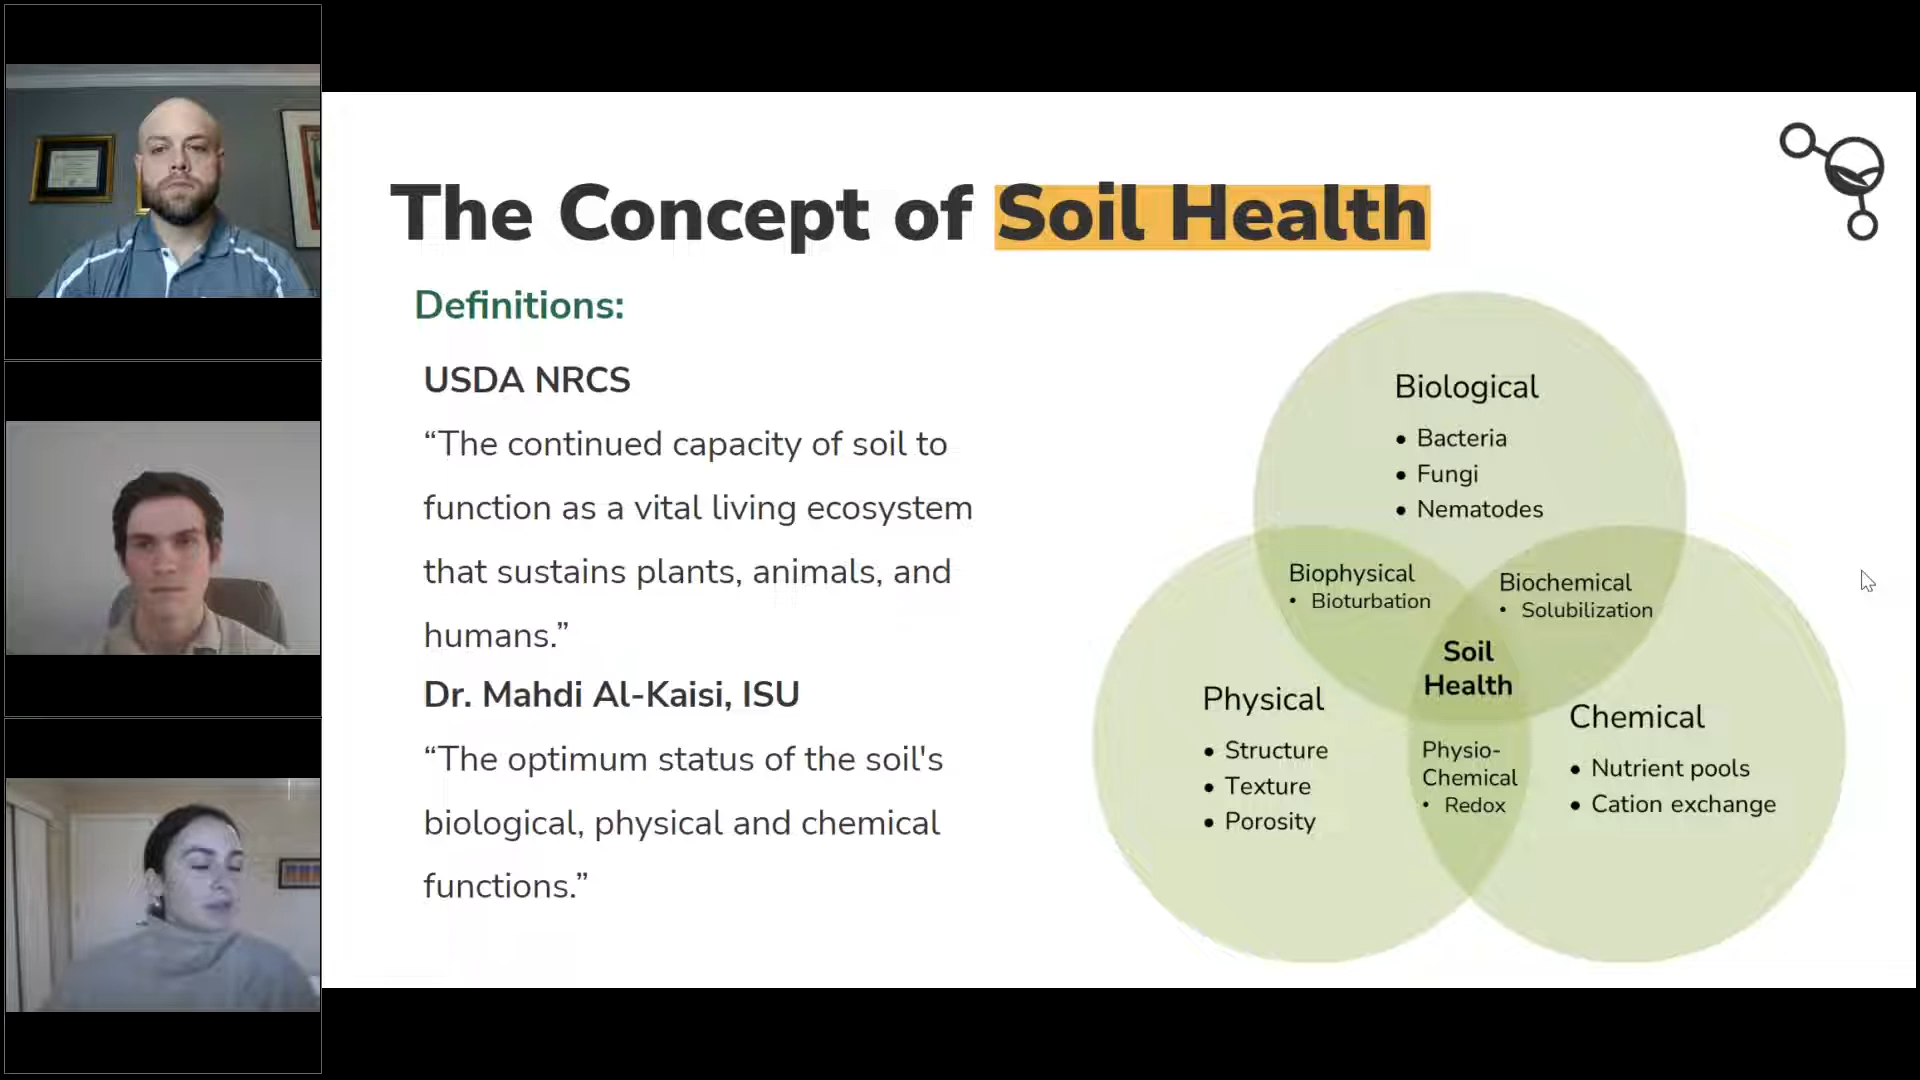 The Concept of Soil Health
Definitions:
USDA NRCS
“The continued capacity of soil to
function as a vital living ecosystem
that sustains plants, animals, and
humans.”
Dr. Mahdi Al-Kaisi, ISU
“The optimum status of the soil's
biological, physical and chemical
functions.”
Biological
• Bacteria
• Fungi
• Nematodes
Biophysical
• Bioturbation
Biochemical
• Solubilization
Soil
Health
Physical
• Structure
• Texture
• Porosity
Physio-
Chemical
• Redox
Chemical
• Nutrient pools
• Cation exchange